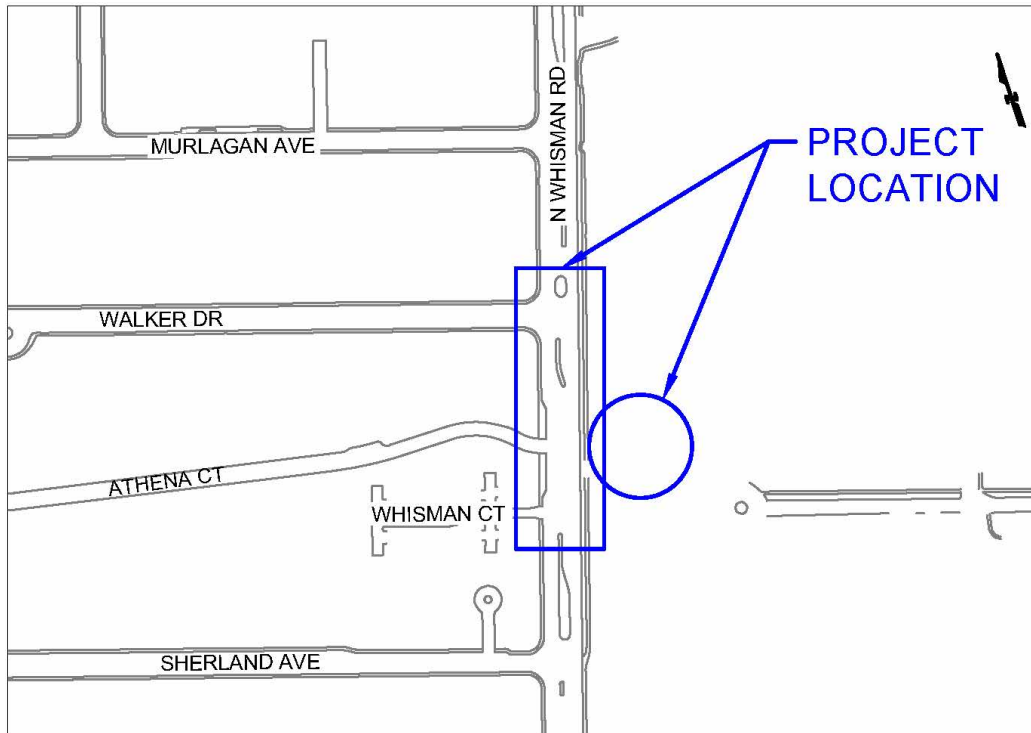 N WHISMAN RD
MURLAGAN AVE
PROJECT
LOCATION
WALKER DR
ATHENA CT
WHISMAN CT
SHERLAND AVE